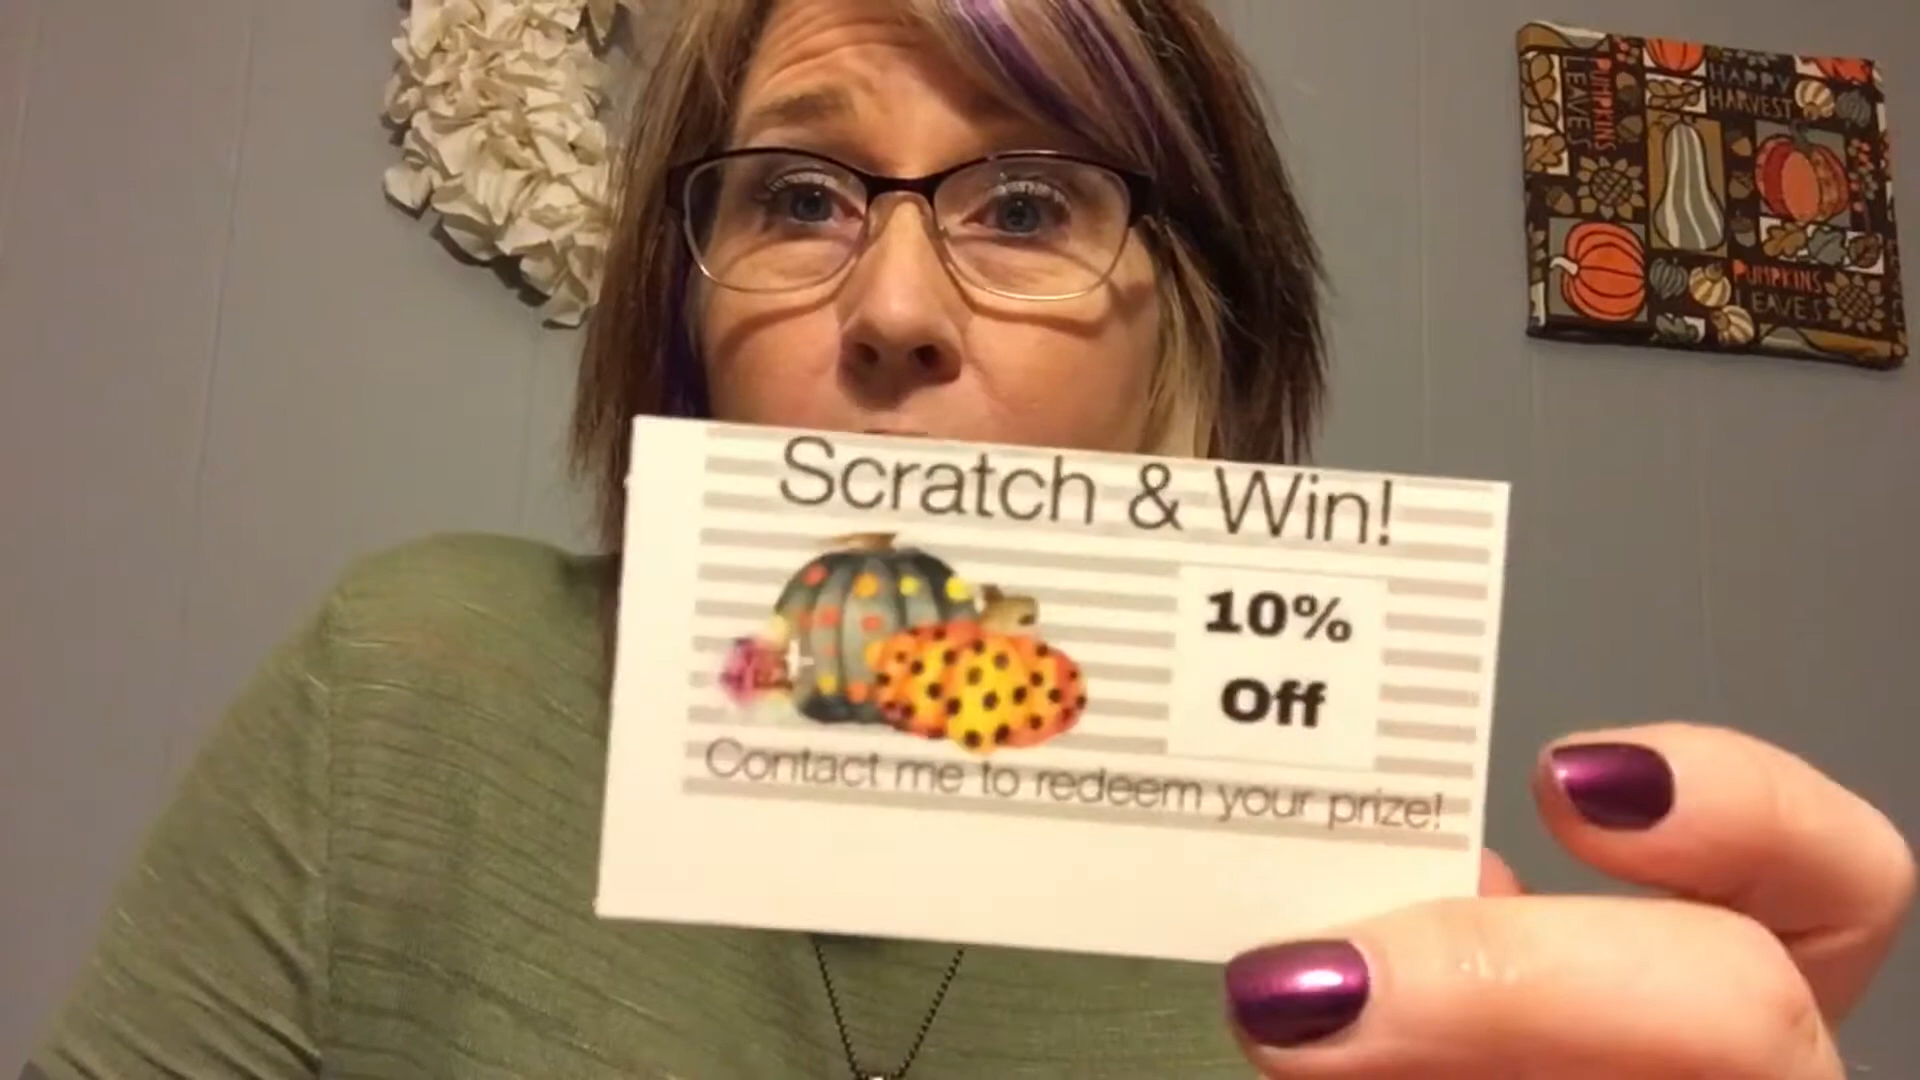 Scratch & Win!
10%
Off
Contact me to redeem your prize!
HAPPY
HARVEST
PUMPKINS
LEAVES
PUMPKINS
LEAVES